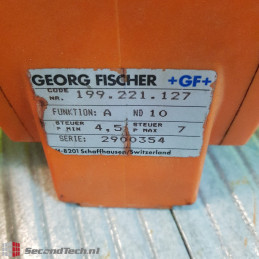 GEORG FISCHER +GF+
CODE NR. 199.221.127
FUNKTION: A ND 10
STEUER P MIN 4,5 STEUER P MAX 7
SERIE: 2900354
-8201 Schaffhausen/Switzerland
SecondTech.nl